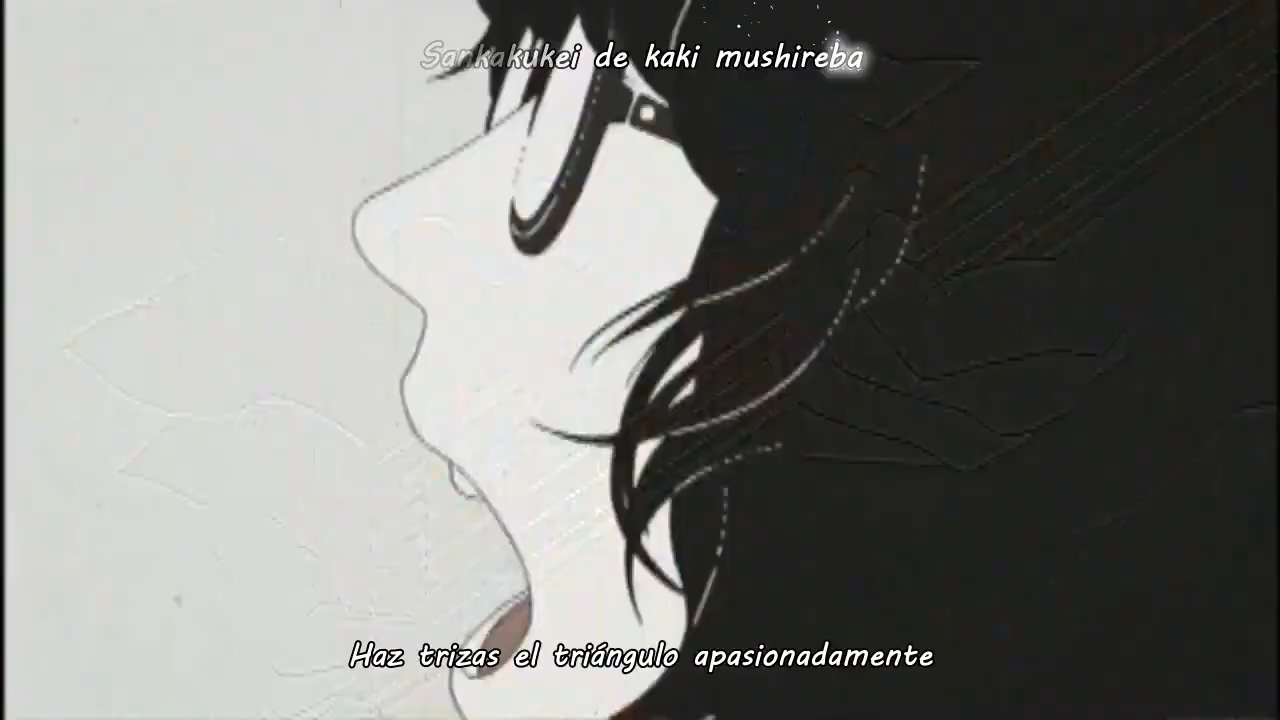 Sankakukei de kaki mushireba
Haz trizas el triángulo apasionadamente